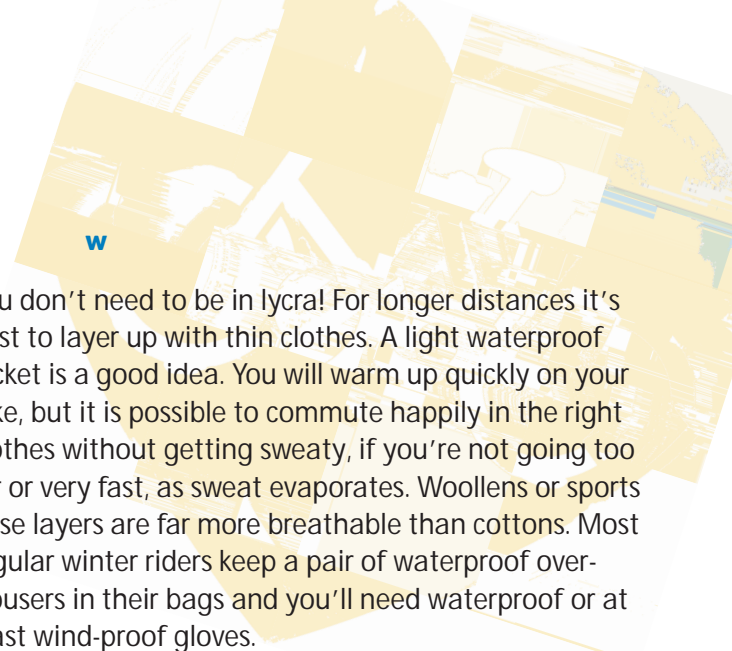 w
u don't need to be in lycra! For longer distances it's
st to layer up with thin clothes. A light waterproof
cket is a good idea. You will warm up quickly on your
ke, but it is possible to commute happily in the right
othes without getting sweaty, if you're not going too
r or very fast, as sweat evaporates. Woollens or sports
se layers are far more breathable than cottons. Most
gular winter riders keep a pair of waterproof over-
ousers in their bags and you'll need waterproof or at
ast wind-proof gloves.